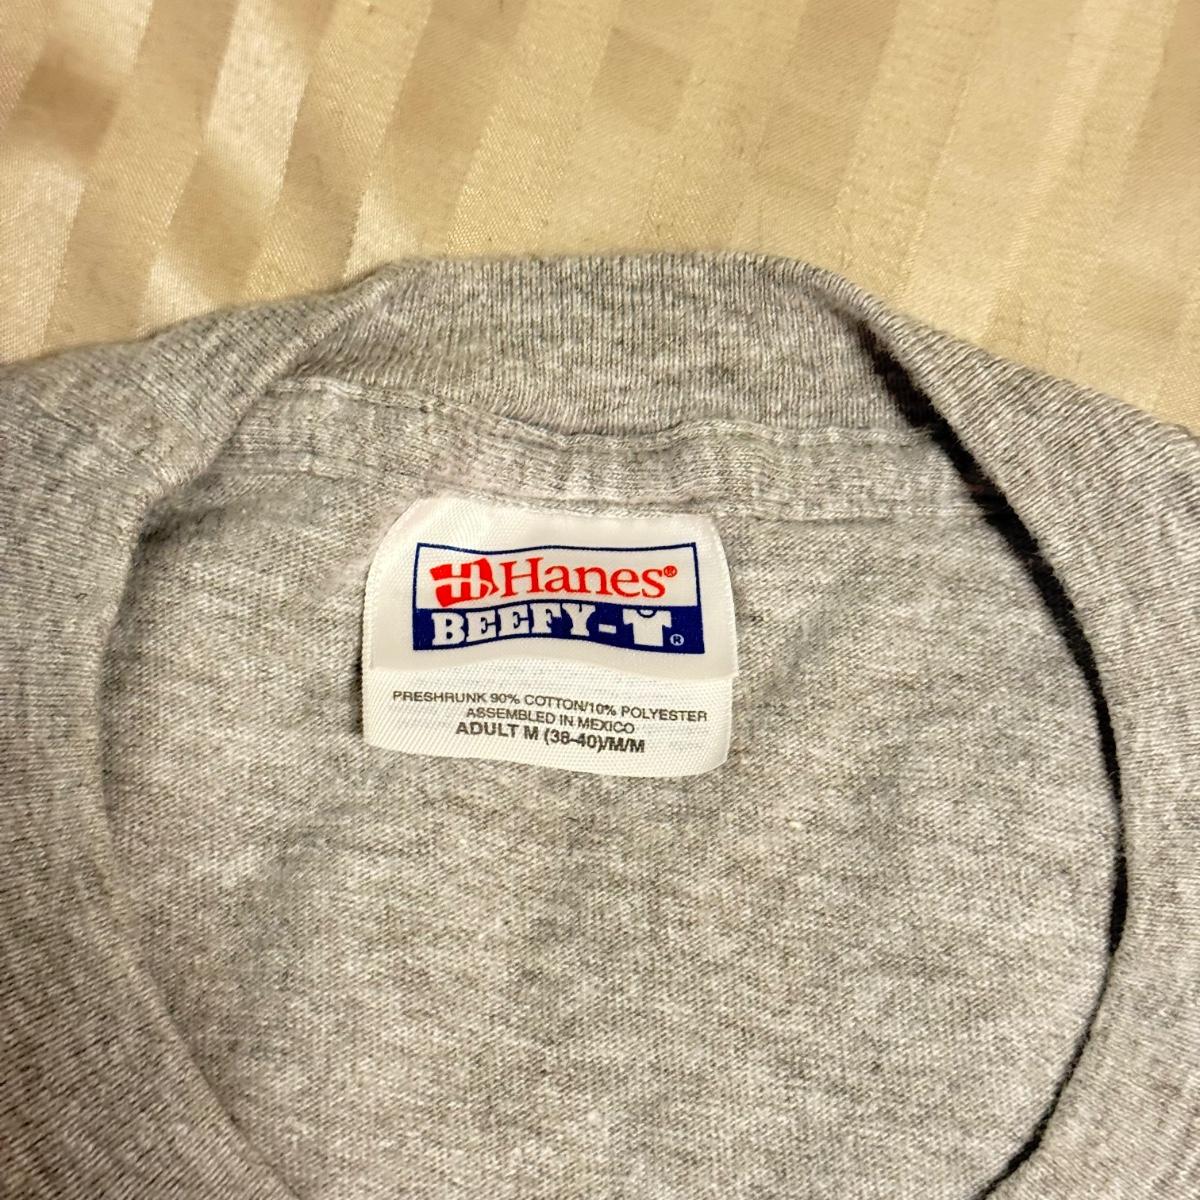 Hanes®
BEEFY-T®
PRESHRUNK 90% COTTON/10% POLYESTER
ASSEMBLED IN MEXICO
ADULT M (38-40)/M/M